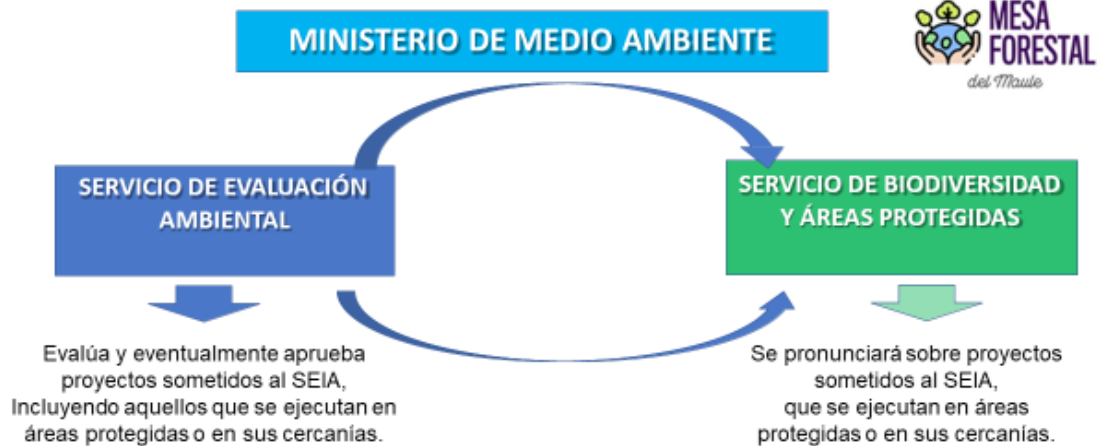 MINISTERIO DE MEDIO AMBIENTE
MESA
FORESTAL
del Maule
SERVICIO DE EVALUACIÓN
AMBIENTAL
SERVICIO DE BIODIVERSIDAD
Y ÁREAS PROTEGIDAS
Evalúa y eventualmente aprueba
proyectos sometidos al SEIA,
Incluyendo aquellos que se ejecutan en
áreas protegidas o en sus cercanías.
Se pronunciará sobre proyectos
sometidos al SEIA,
que se ejecutan en áreas
protegidas o en sus cercanías.